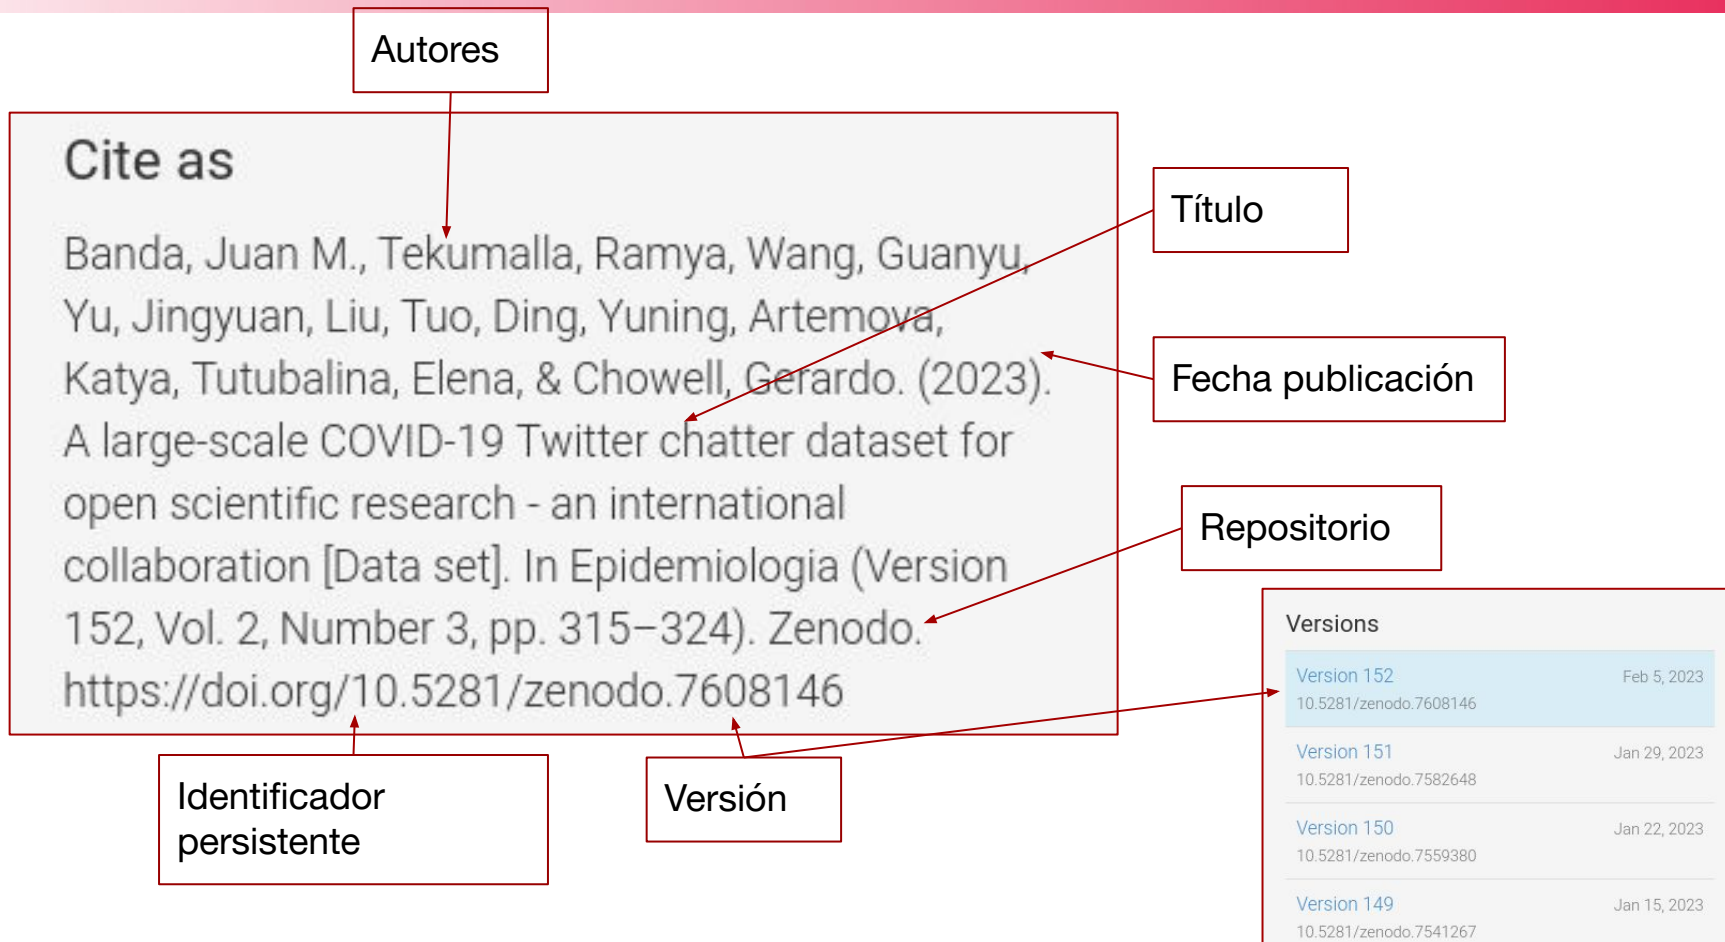 Autores
Cite as
Banda, Juan M., Tekumalla, Ramya, Wang, Guanyu,
Yu, Jingyuan, Liu, Tuo, Ding, Yuning, Artemova,
Katya, Tutubalina, Elena, & Chowell, Gerardo. (2023).
A large-scale COVID-19 Twitter chatter dataset for
open scientific research - an international
collaboration [Data set]. In Epidemiologia (Version
152, Vol. 2, Number 3, pp. 315–324). Zenodo.
https://doi.org/10.5281/zenodo.7608146
Título
Fecha publicación
Repositorio
Identificador
persistente
Versión
Versions
Version 152 Feb 5, 2023
10.5281/zenodo.7608146
Version 151 Jan 29, 2023
10.5281/zenodo.7582648
Version 150 Jan 22, 2023
10.5281/zenodo.7559380
Version 149 Jan 15, 2023
10.5281/zenodo.7541267